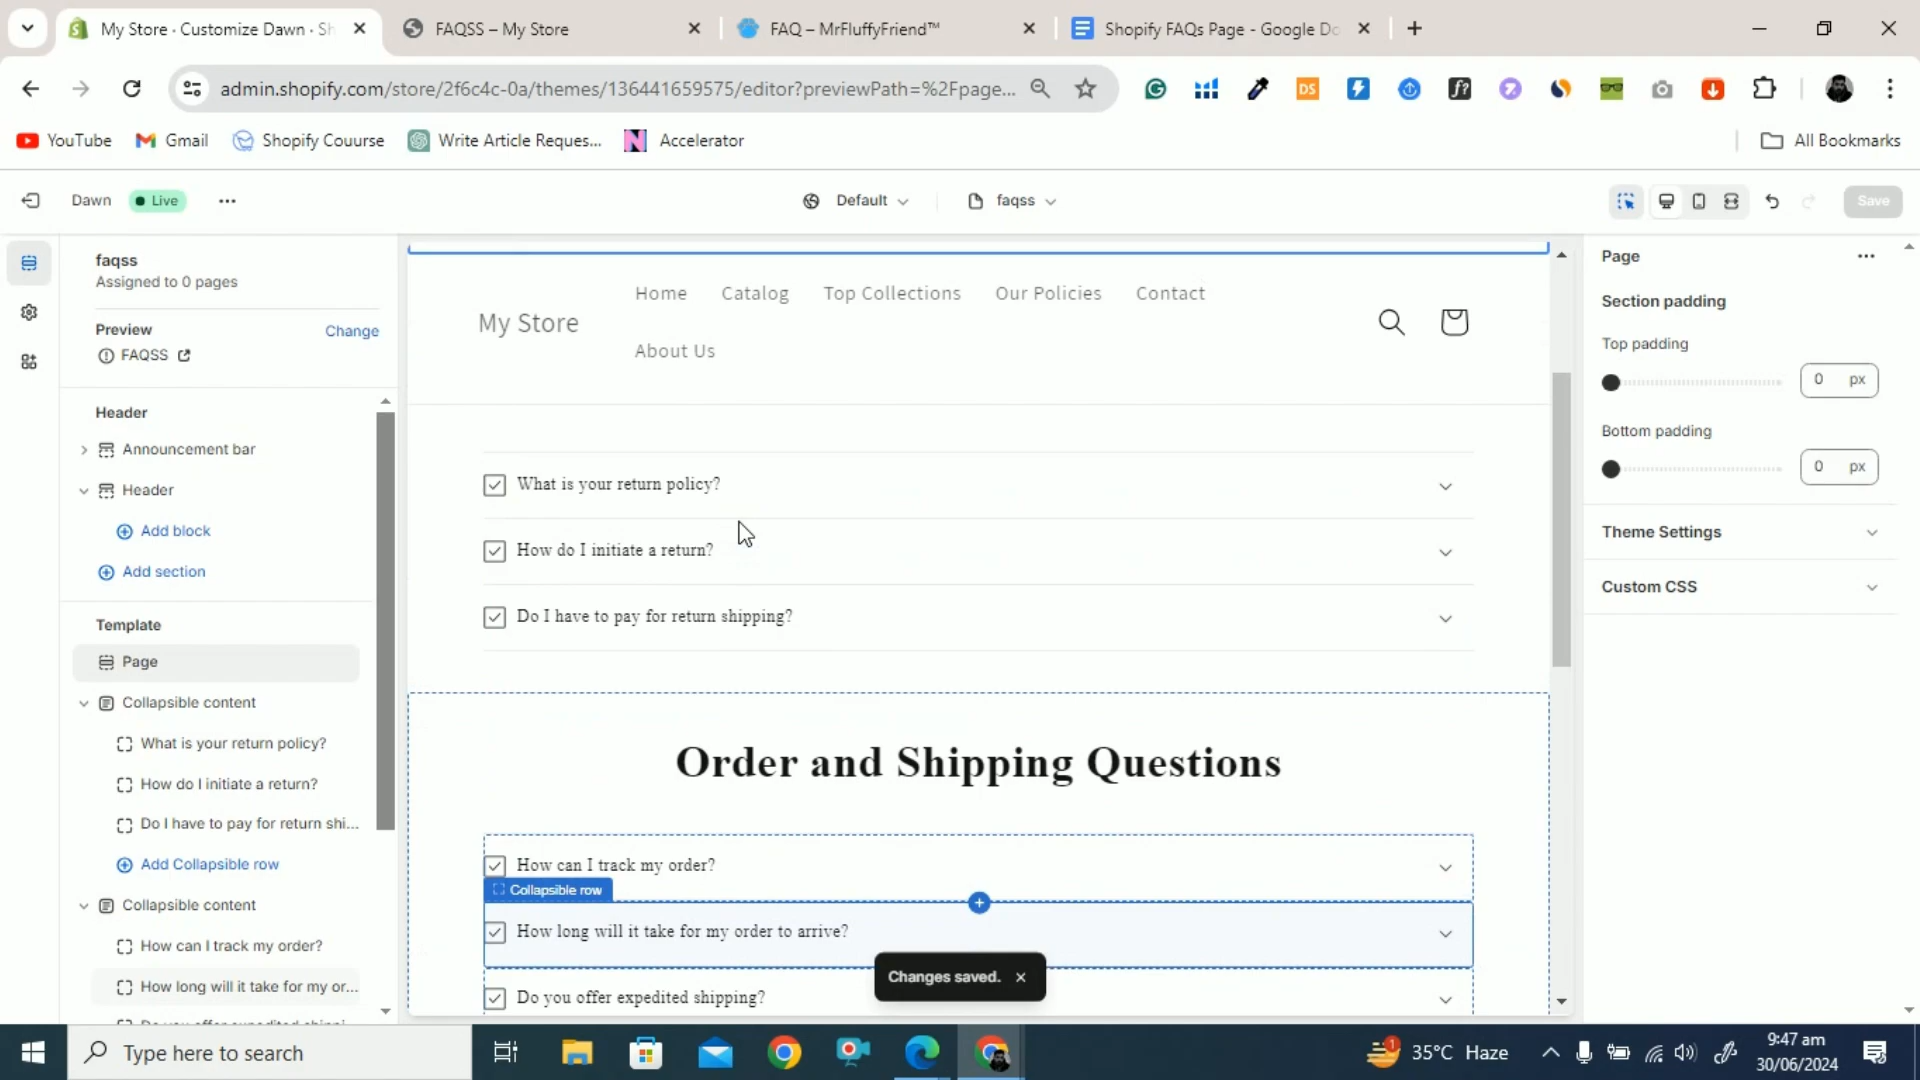 My Store · Customize Dawn · Sh
FAQSS – My Store
FAQ – MrFluffyFriend™
Shopify FAQs Page - Google Do
admin.shopify.com/store/2f6c4c-0a/themes/136441659575/editor?previewPath=%2Fpage...
DS
f?
YouTube
Gmail
Shopify Couurse
Write Article Reques...
Accelerator
All Bookmarks
Dawn
Live
Default
faqss
Save
faqss
Assigned to 0 pages
Preview
Change
FAQSS
Header
Announcement bar
Header
Add block
Add section
Template
Page
Collapsible content
What is your return policy?
How do I initiate a return?
Do I have to pay for return shi...
Add Collapsible row
Collapsible content
How can I track my order?
How long will it take for my or...
My Store
Home
Catalog
Top Collections
Our Policies
Contact
About Us
What is your return policy?
How do I initiate a return?
Do I have to pay for return shipping?
Order and Shipping Questions
How can I track my order?
Collapsible row
How long will it take for my order to arrive?
Changes saved.
Do you offer expedited shipping?
Page
Section padding
Top padding
0 px
Bottom padding
0 px
Theme Settings
Custom CSS
Type here to search
1
35°C Haze
9:47 am
30/06/2024